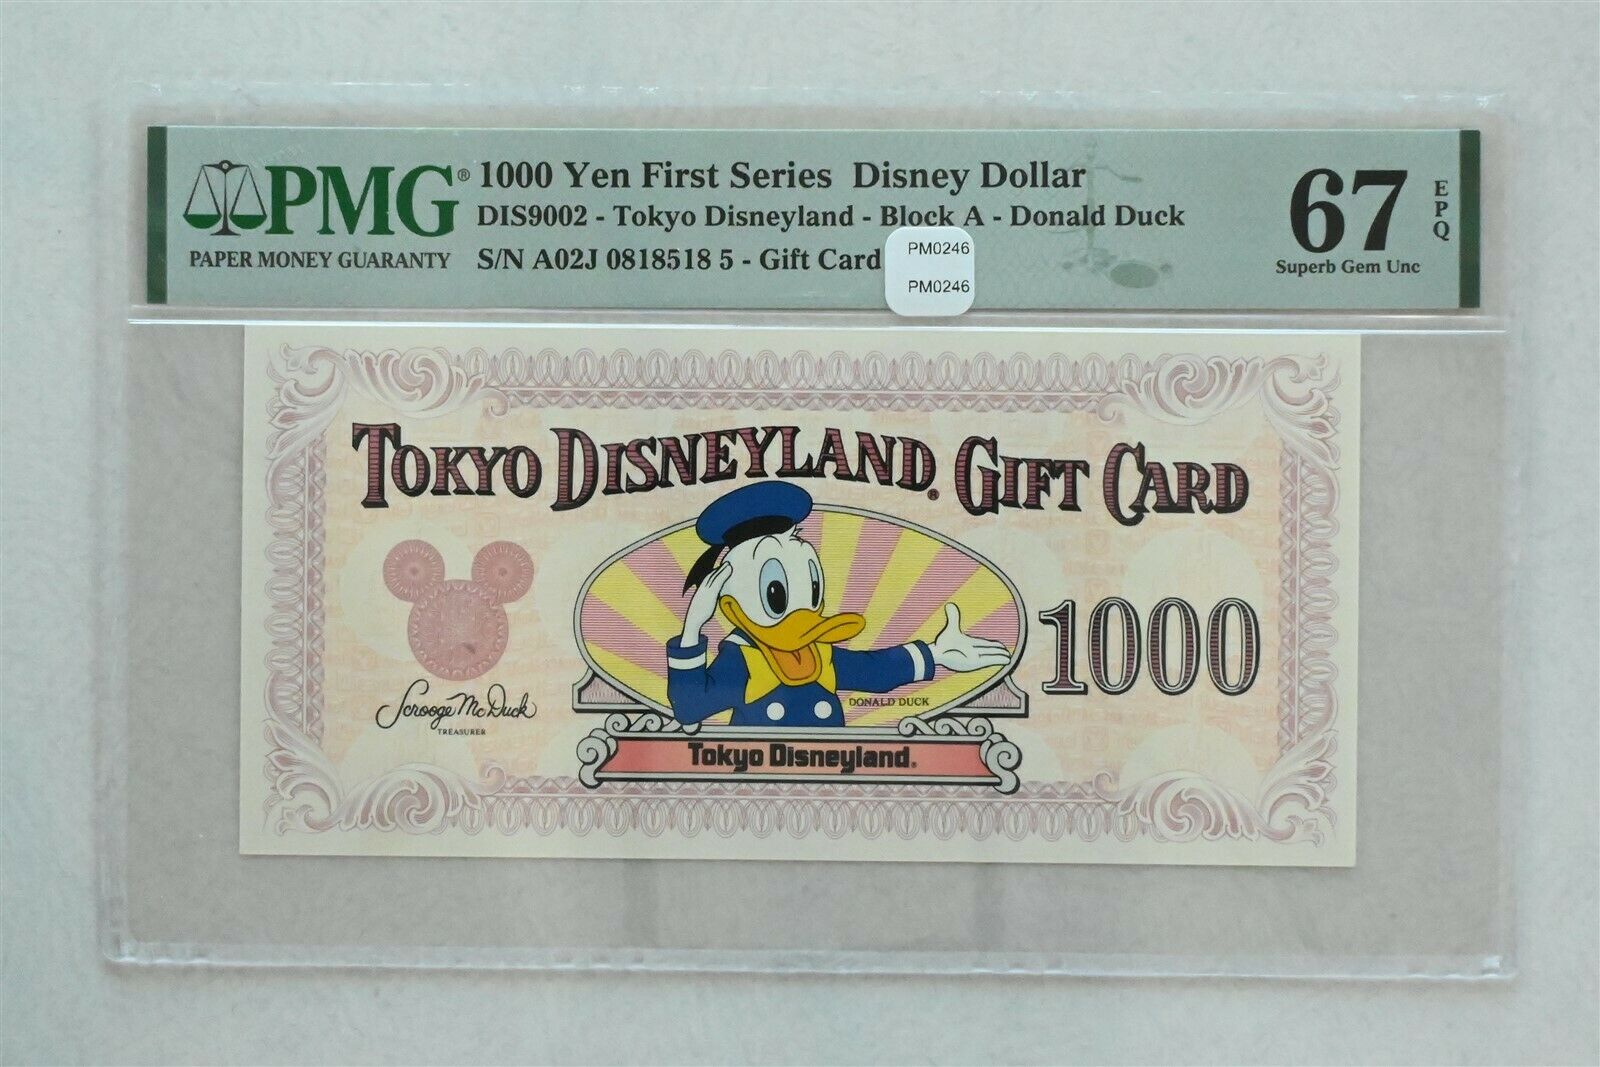 PMG®
PAPER MONEY GUARANTY
1000 Yen First Series Disney Dollar
DIS9002 - Tokyo Disneyland - Block A - Donald Duck
S/N A02J 0818518 5 - Gift Card
PM0246
PM0246
67
EPQ
Superb Gem Unc
TOKYO DISNEYLAND® GIFT CARD
Scrooge McDuck
TREASURER
DONALD DUCK
1000
Tokyo Disneyland®